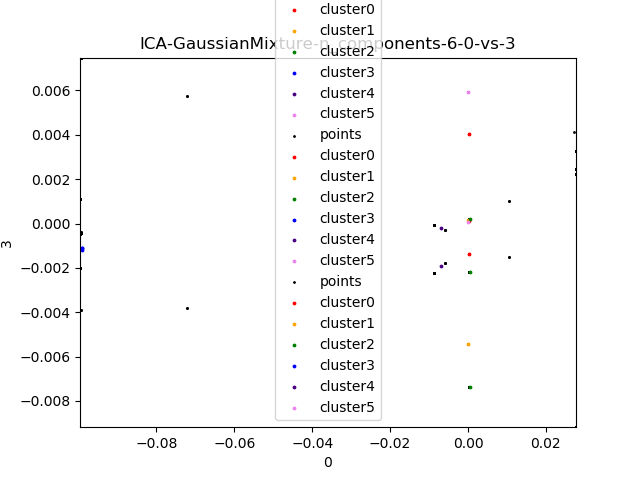 cluster0
cluster1
ICA-GaussianMixture-n_components-6-0-vs-3
cluster2
cluster3
cluster4
cluster5
points
cluster0
cluster1
cluster2
cluster3
cluster4
cluster5
points
cluster0
cluster1
cluster2
cluster3
cluster4
cluster5
0.006
0.004
0.002
0.000
−0.002
−0.004
−0.006
−0.008
3
−0.08
−0.06
−0.04
−0.02
0.00
0.02
0